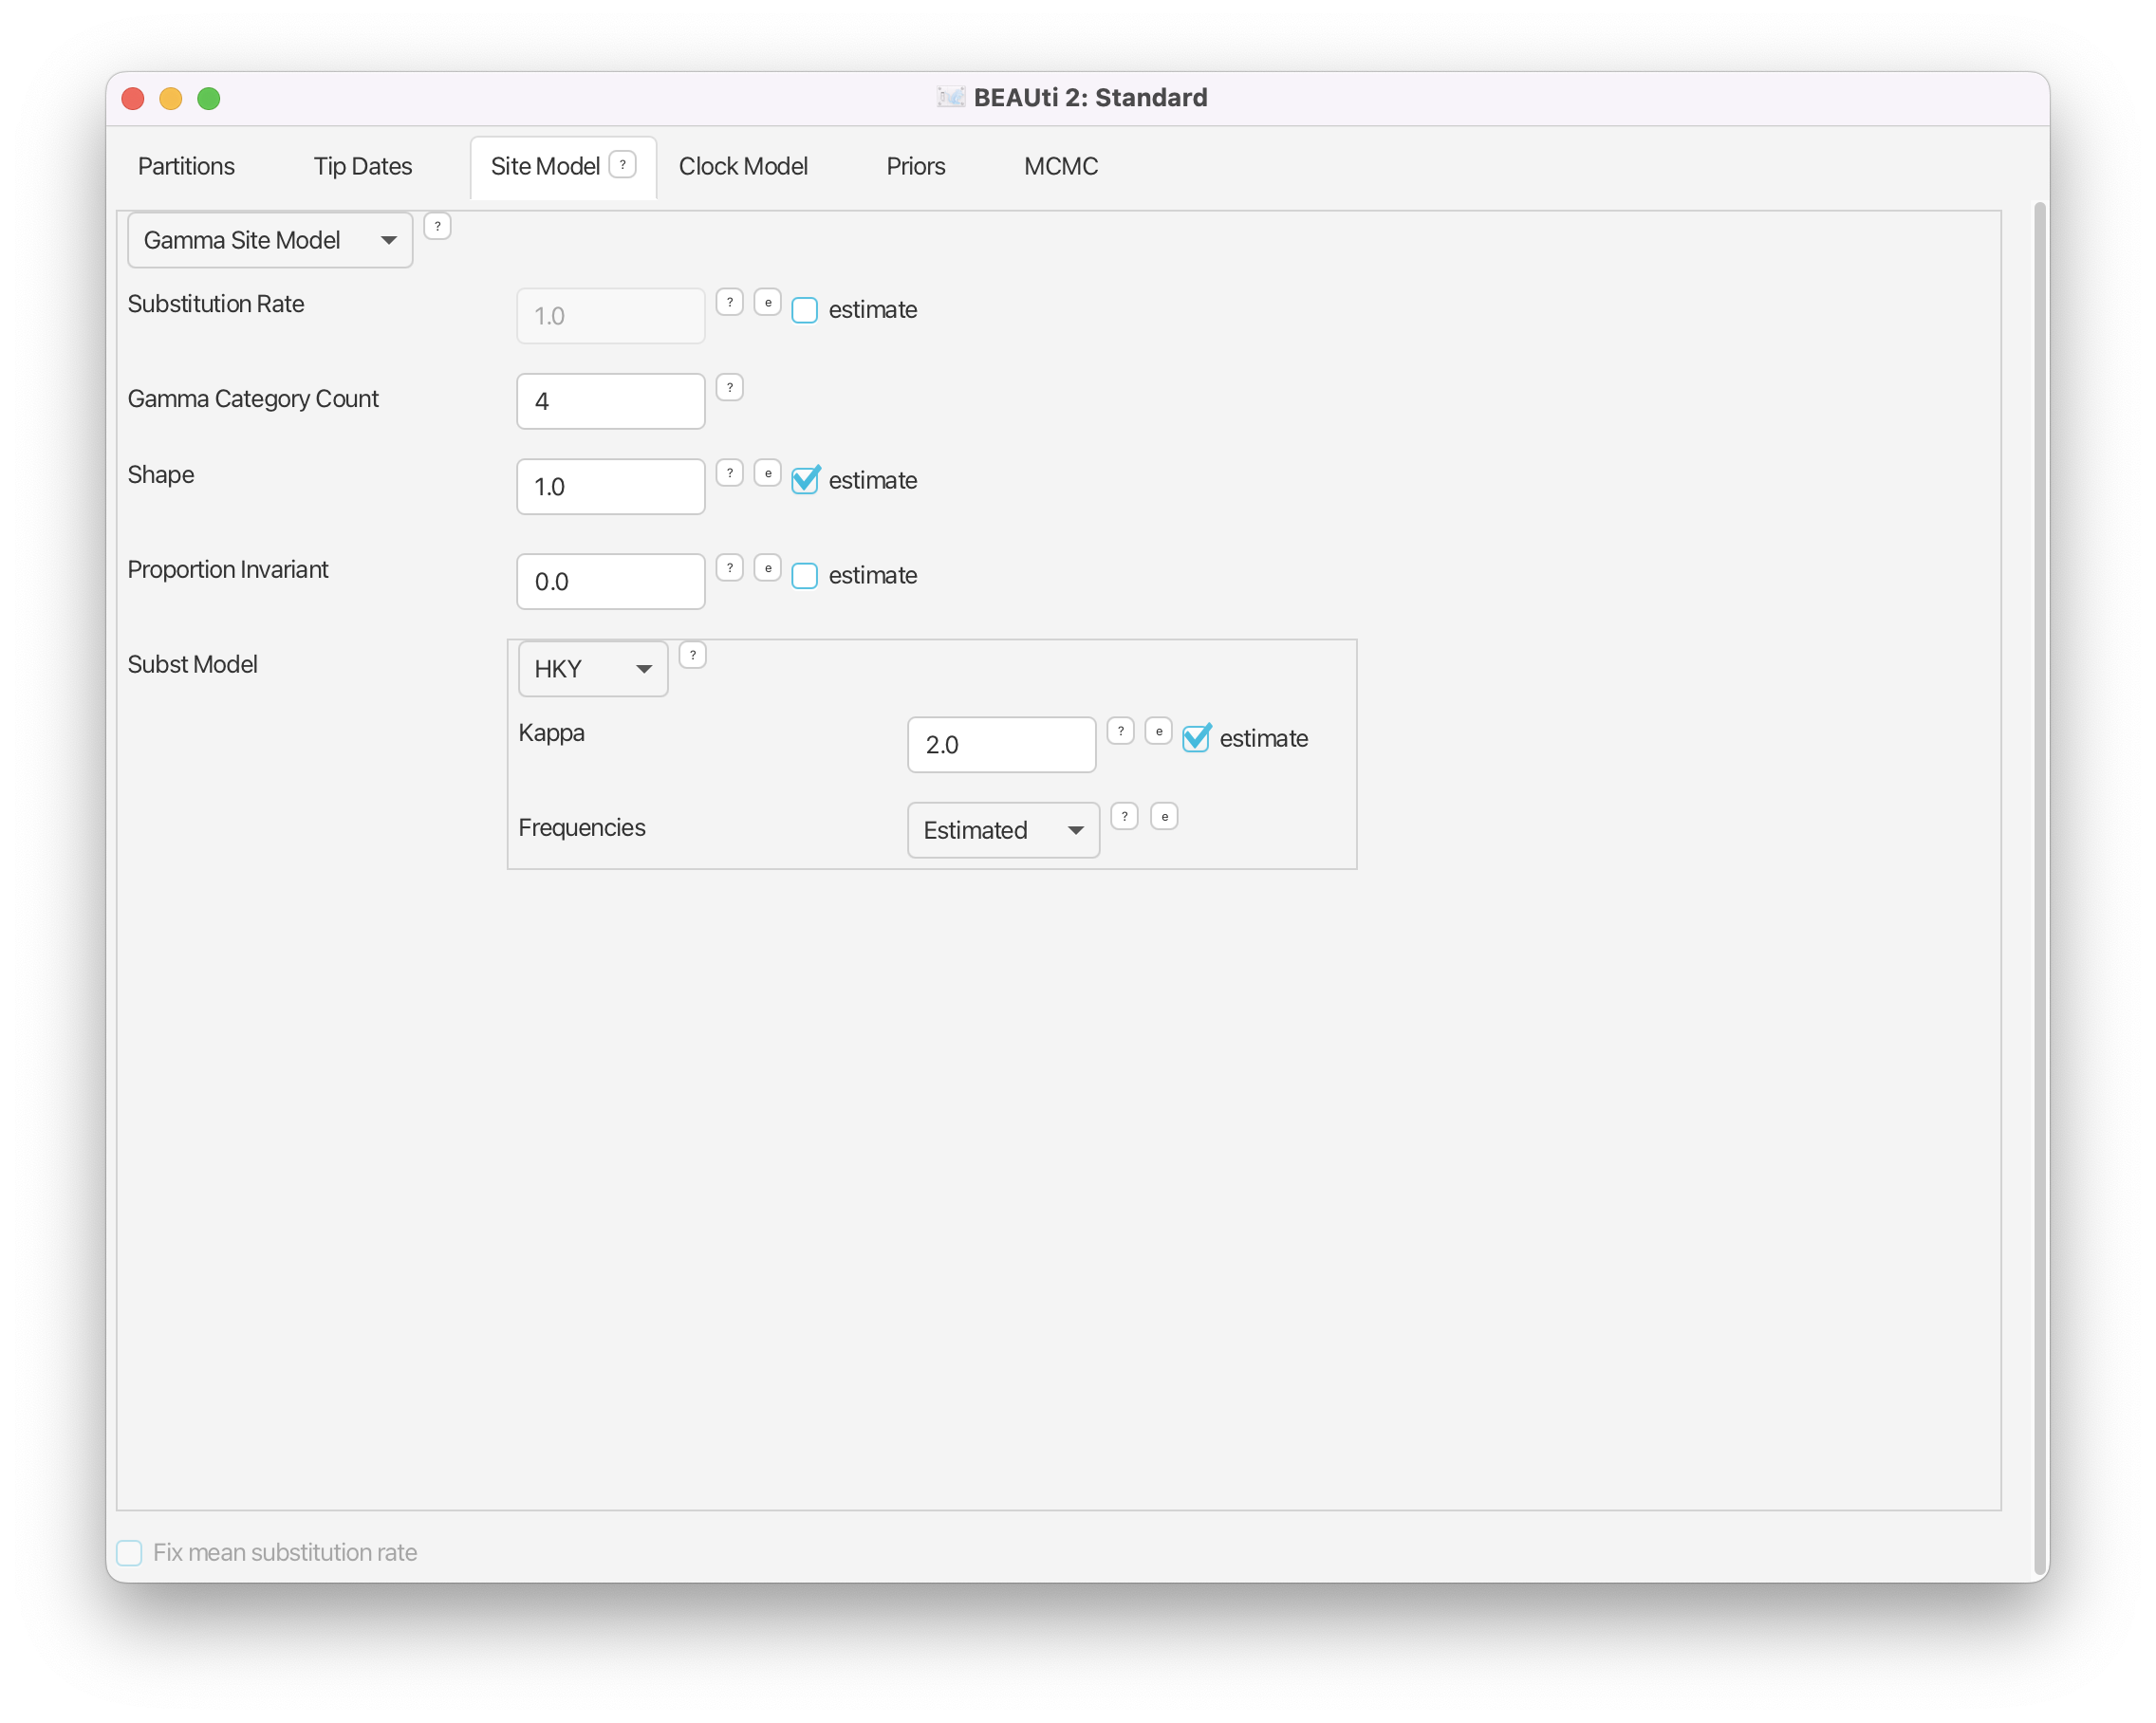 BEAUti 2: Standard
Partitions Tip Dates Site Model ? Clock Model Priors MCMC
Gamma Site Model ?
Substitution Rate 1.0 ? e estimate
Gamma Category Count 4 ?
Shape 1.0 ? e estimate
Proportion Invariant 0.0 ? e estimate
Subst Model HKY ?
Kappa 2.0 ? e estimate
Frequencies Estimated ? e
Fix mean substitution rate